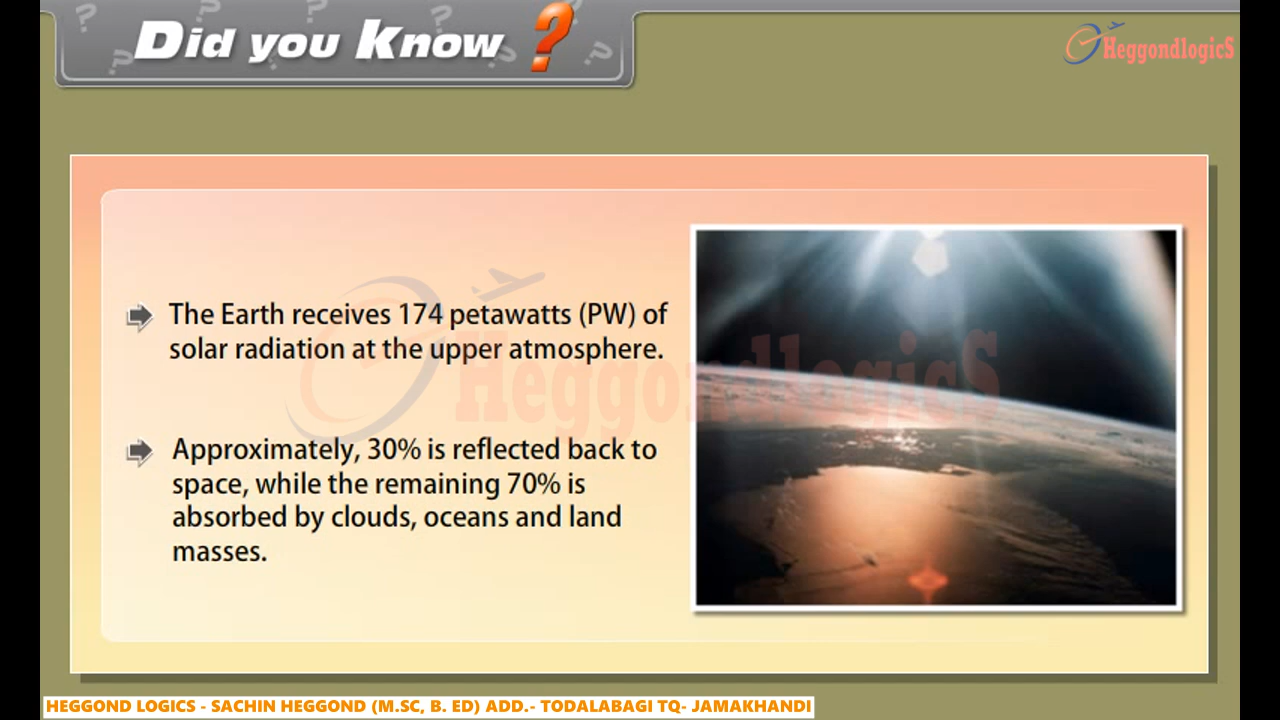 Did you Know ?
HeggondlogicS
The Earth receives 174 petawatts (PW) of
solar radiation at the upper atmosphere.
HeggondlogicS
Approximately, 30% is reflected back to
space, while the remaining 70% is
absorbed by clouds, oceans and land
masses.
HEGGOND LOGICS - SACHIN HEGGOND (M.SC, B. ED) ADD.- TODALABAGI TQ- JAMAKHANDI